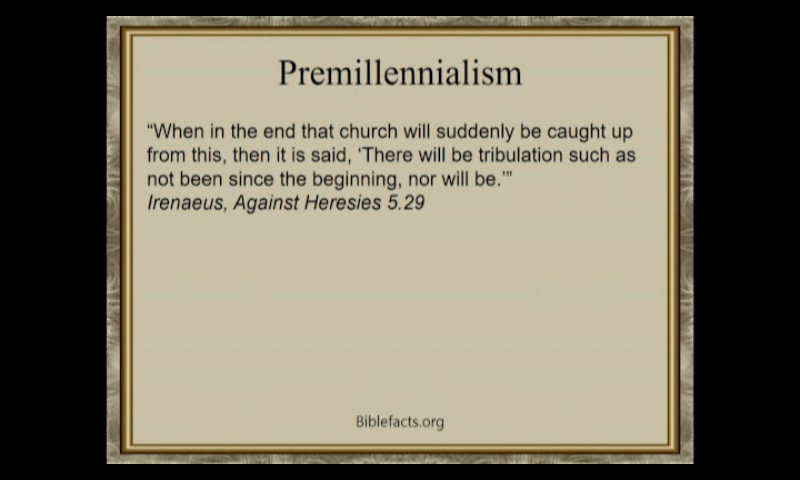 Premillennialism
“When in the end that church will suddenly be caught up
from this, then it is said, ‘There will be tribulation such as
not been since the beginning, nor will be.’”
Irenaeus, Against Heresies 5.29
Biblefacts.org